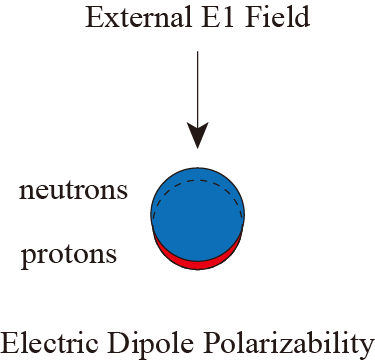 External E1 Field
neutrons
protons
Electric Dipole Polarizability